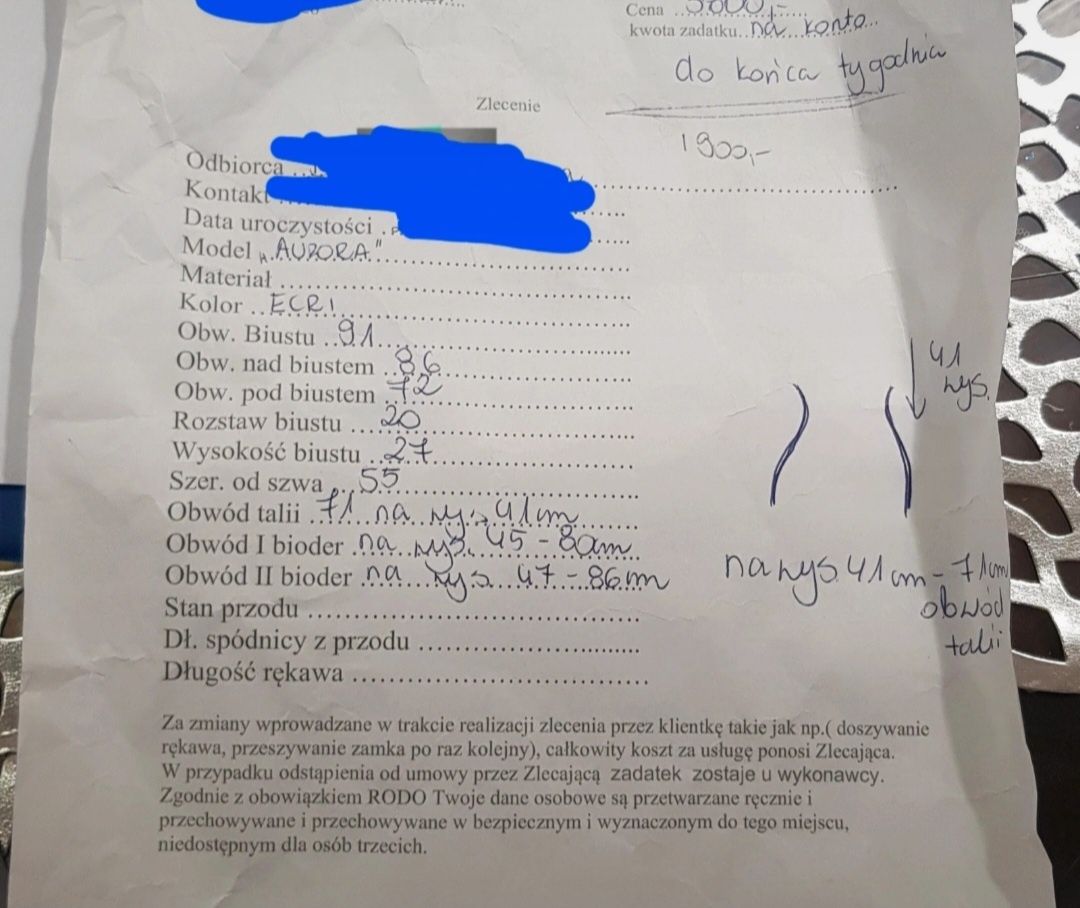 Cena ..5800,-.....
kwota zadatku..na...konto...
do końca tygodnia
Zlecenie
1900,-
Odbiorca
Kontakt
Data uroczystości
Model „AURORA”
Materiał
Kolor ..ECRI
Obw. Biustu ..91
Obw. nad biustem ..86
Obw. pod biustem .72
Rozstaw biustu ...20
Wysokość biustu ..27
Szer. od szwa ... 55
Obwód talii .71 na wys. 41cm
Obwód I bioder .na wys. 45 - 80cm
Obwód II bioder .na wys. 47 - 86cm
Stan przodu
Dł. spódnicy z przodu
Długość rękawa
41
wys.
na wys 41 cm - 71cm
obwód
talii
Za zmiany wprowadzane w trakcie realizacji zlecenia przez klientkę takie jak np.( doszywanie
rękawa, przeszywanie zamka po raz kolejny), całkowity koszt za usługę ponosi Zlecająca.
W przypadku odstąpienia od umowy przez Zlecającą zadatek zostaje u wykonawcy.
Zgodnie z obowiązkiem RODO Twoje dane osobowe są przetwarzane ręcznie i
przechowywane i przechowywane w bezpiecznym i wyznaczonym do tego miejscu,
niedostępnym dla osób trzecich.